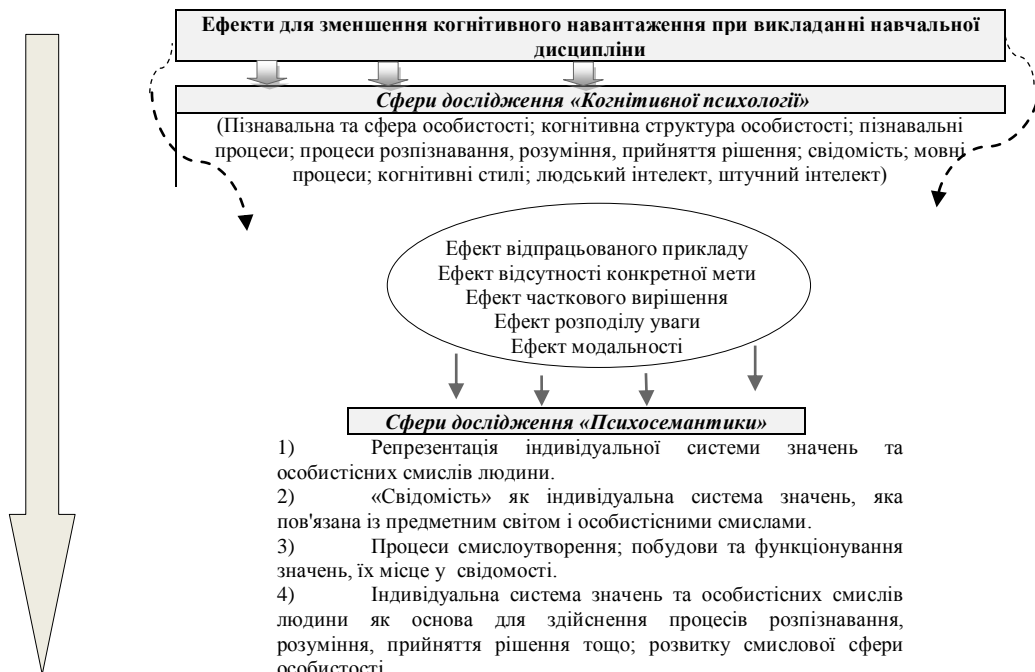 Ефекти для зменшення когнітивного навантаження при викладанні навчальної
дисципліни
Сфери дослідження «Когнітивної психології»
(Пізнавальна та сфера особистості; когнітивна структура особистості; пізнавальні
процеси; процеси розпізнавання, розуміння, прийняття рішення; свідомість; мовні
процеси; когнітивні стилі; людський інтелект, штучний інтелект)
Ефект відпрацьованого прикладу
Ефект відсутності конкретної мети
Ефект часткового вирішення
Ефект розподілу уваги
Ефект модальності
Сфери дослідження «Психосемантики»
1) Репрезентація індивідуальної системи значень та
особистісних смислів людини.
2) «Свідомість» як індивідуальна система значень, яка
пов'язана із предметним світом і особистісними смислами.
3) Процеси смислоутворення; побудови та функціонування
значень, їх місце у свідомості.
4) Індивідуальна система значень та особистісних смислів
людини як основа для здійснення процесів розпізнавання,
розуміння, прийняття рішення тощо; розвитку смислової сфери
особистості